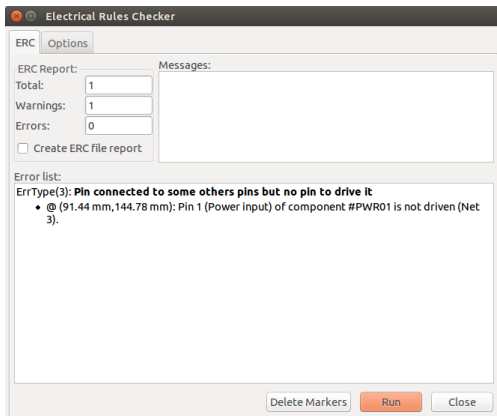 Electrical Rules Checker
ERC
Options
ERC Report:
Messages:
Total:
1
Warnings:
1
Errors:
0
Create ERC file report
Error list:
ErrType(3): Pin connected to some others pins but no pin to drive it
@ (91.44 mm,144.78 mm): Pin 1 (Power input) of component #PWR01 is not driven (Net
3).
Delete Markers
Run
Close